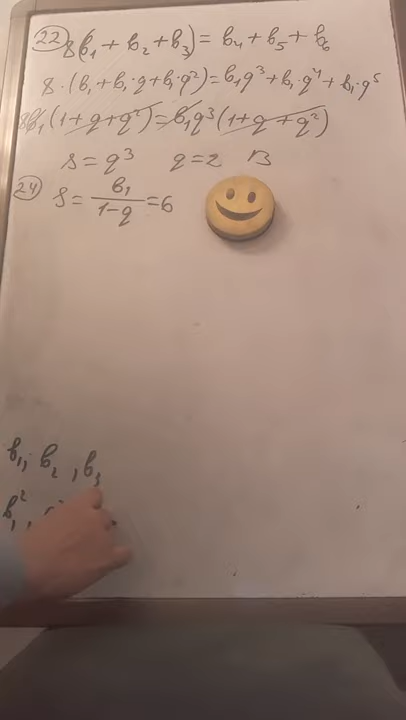 22 8(b₁ + b₂ + b₃) = b₄ + b₅ + b₆
8 · (b₁ + b₁ · q + b₁ · q²) = b₁q³ + b₁ · q⁴ + b₁ · q⁵
8b₁(1 + q + q²) = b₁q³(1 + q + q²)
8 = q³ q = 2 B
24 S = b₁/(1 − q) = 6
b₁, b₂, b₃
b₁²,